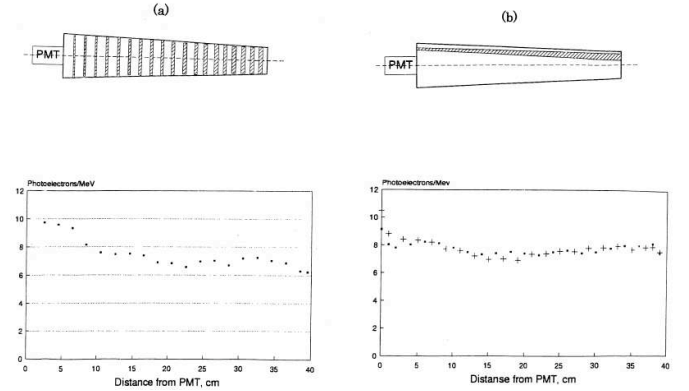 (a)
(b)
PMT
PMT
Photoelectrons/MeV
12
10
8
6
4
2
0
0 5 10 15 20 25 30 35 40
Distance from PMT, cm
Photoelectrons/Mev
12
10
8
6
4
2
0
0 5 10 15 20 25 30 35 40
Distanse from PMT, cm